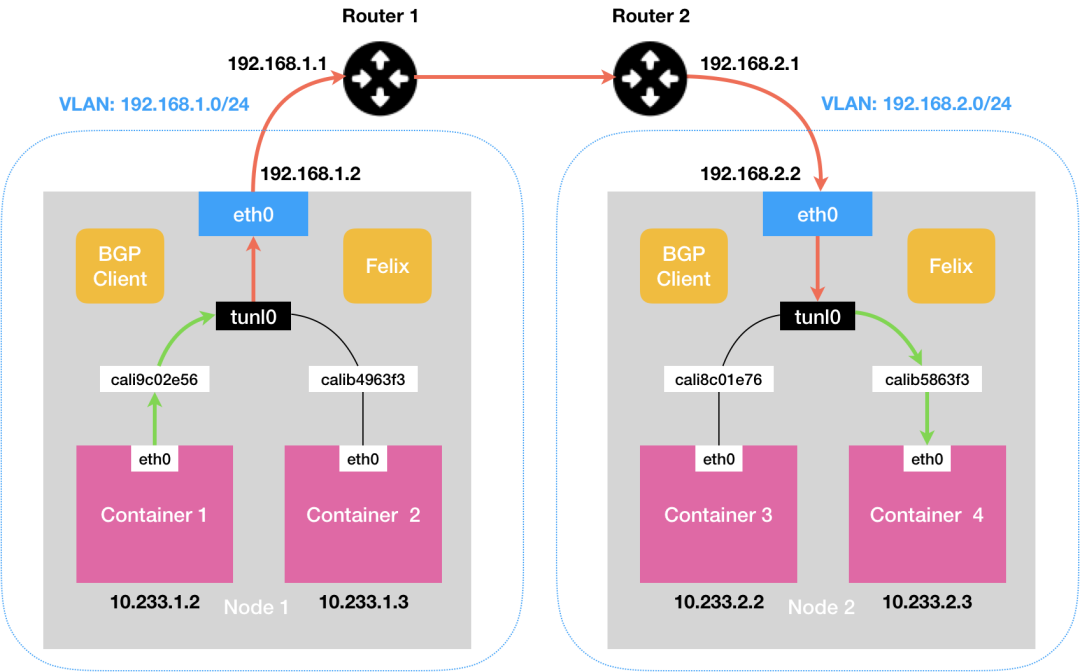 Router 1
Router 2
192.168.1.1
192.168.2.1
VLAN: 192.168.1.0/24
VLAN: 192.168.2.0/24
192.168.1.2
192.168.2.2
eth0
eth0
BGP
Client
Felix
BGP
Client
Felix
tunl0
tunl0
cali9c02e56
calib4963f3
cali8c01e76
calib5863f3
eth0
eth0
eth0
eth0
Container 1
Container 2
Container 3
Container 4
10.233.1.2
Node 1
10.233.1.3
10.233.2.2
Node 2
10.233.2.3